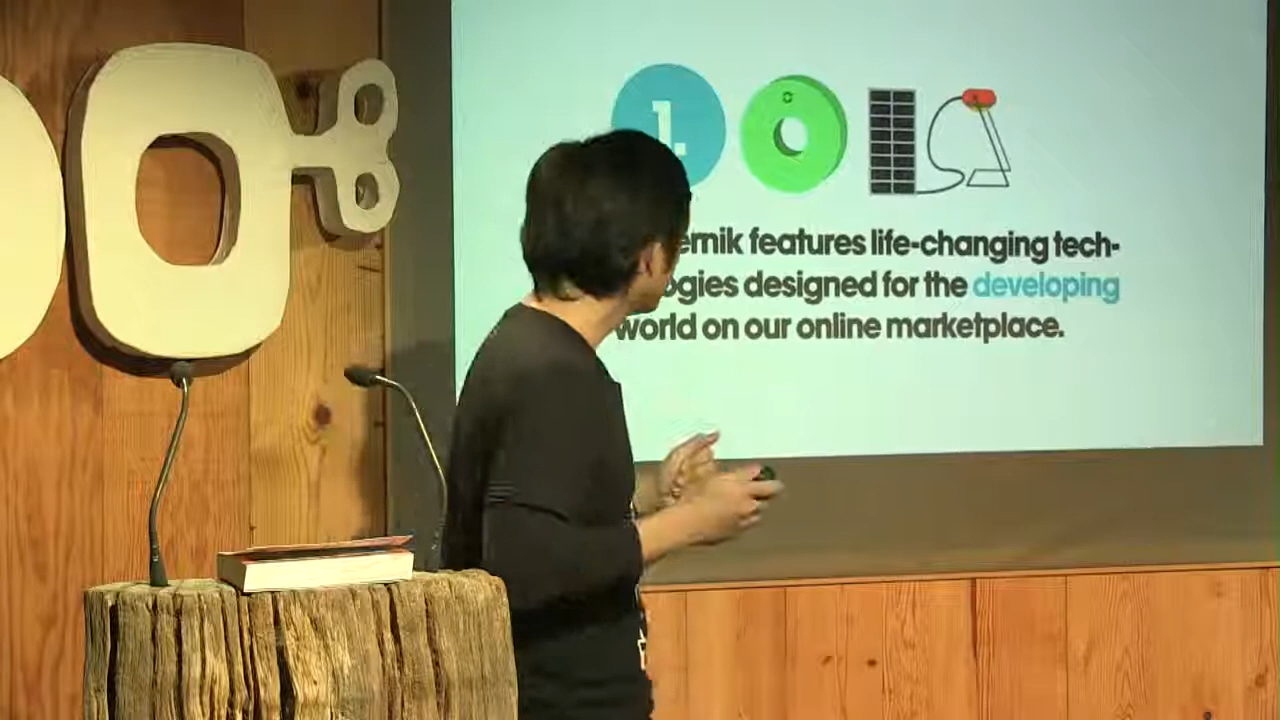 1.
ernik features life-changing tech-
ogies designed for the developing
world on our online marketplace.